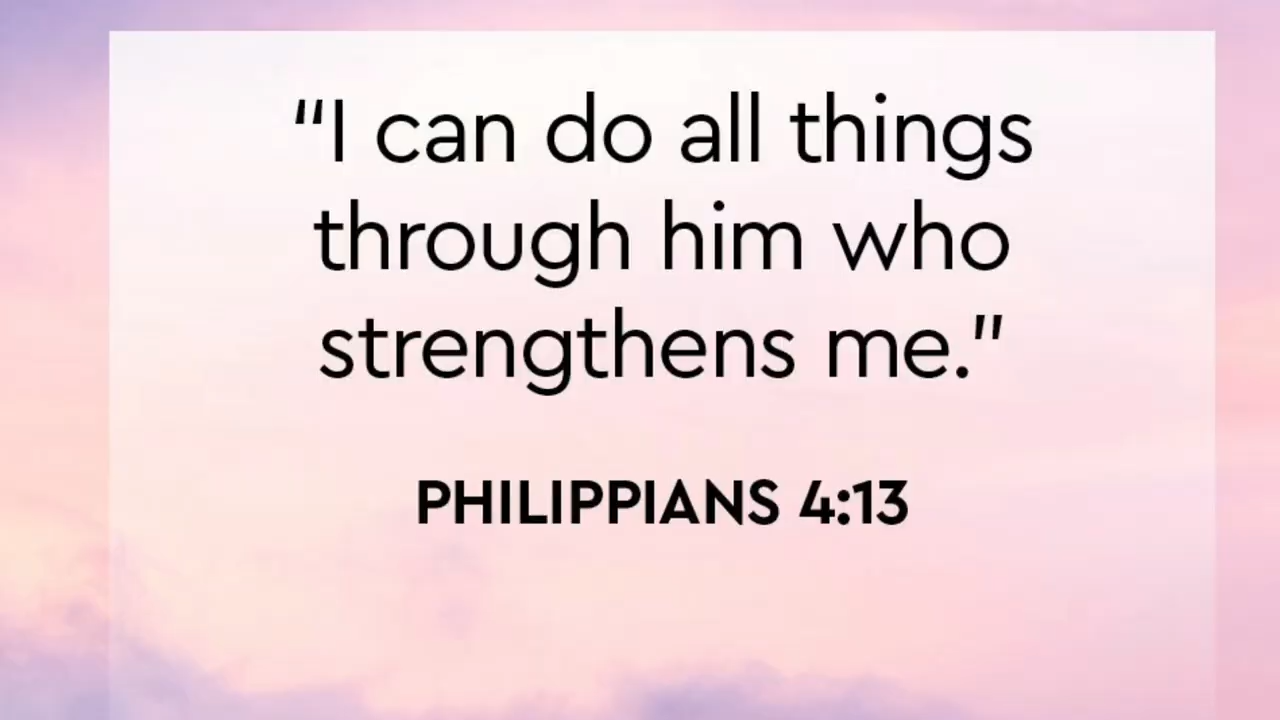 “I can do all things
through him who
strengthens me.”
PHILIPPIANS 4:13